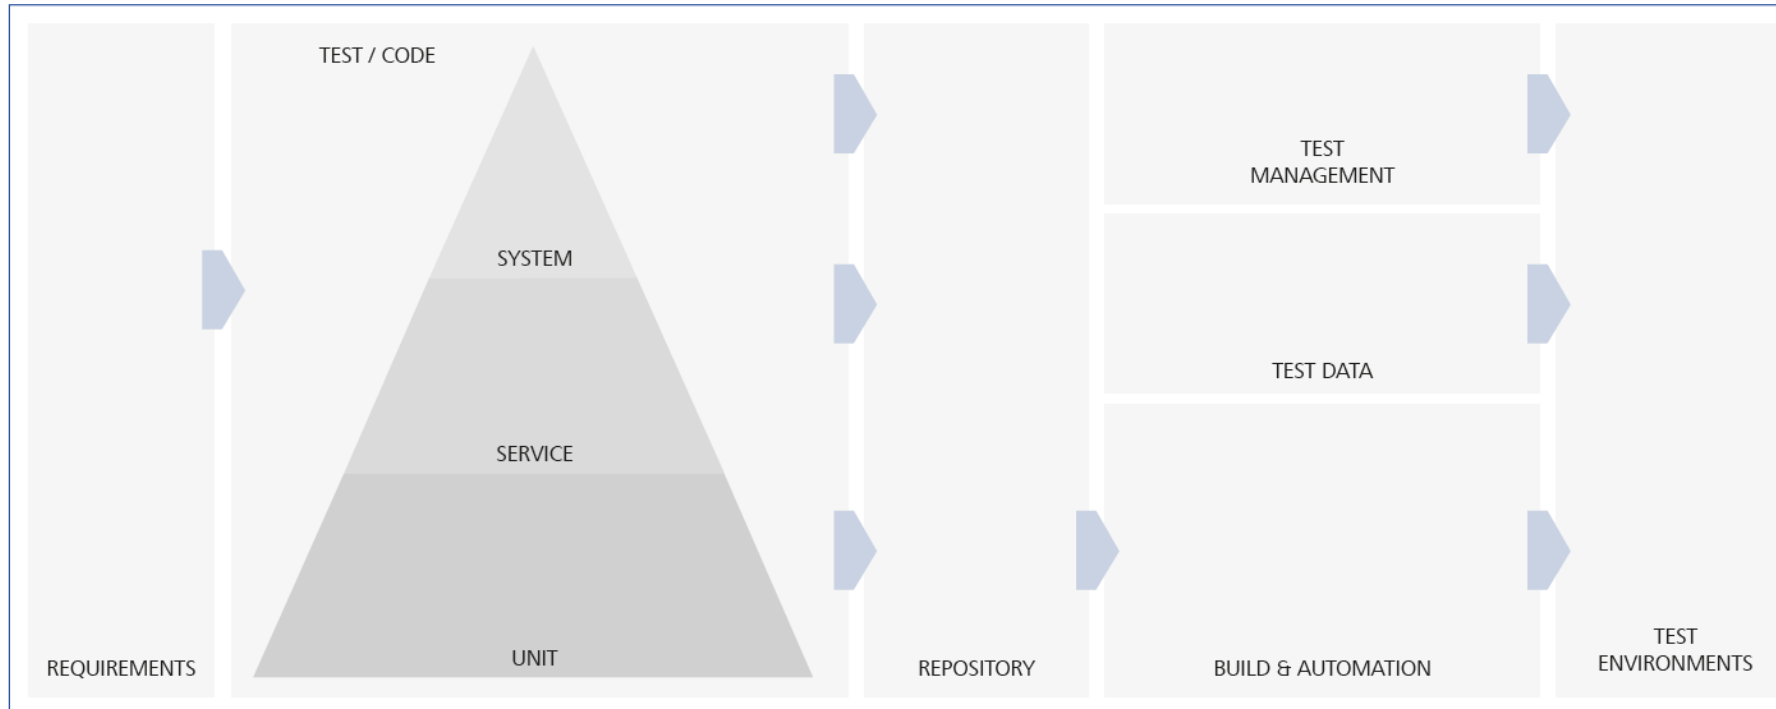 TEST / CODE
SYSTEM
SERVICE
UNIT
REQUIREMENTS
REPOSITORY
TEST
MANAGEMENT
TEST DATA
BUILD & AUTOMATION
TEST
ENVIRONMENTS